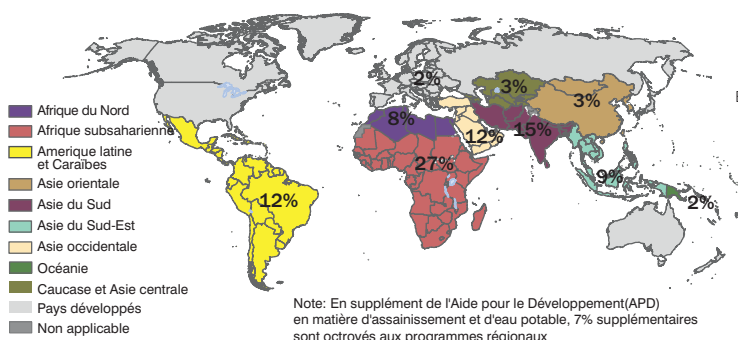 2%
3%
3%
8%
12%
15%
27%
9%
12%
2%
Afrique du Nord
Afrique subsaharienne
Amerique latine
et Caraïbes
Asie orientale
Asie du Sud
Asie du Sud-Est
Asie occidentale
Océanie
Caucase et Asie centrale
Pays développés
Non applicable
Note: En supplément de l'Aide pour le Développement(APD)
en matière d'assainissement et d'eau potable, 7% supplémentaires
sont octroyés aux programmes régionaux